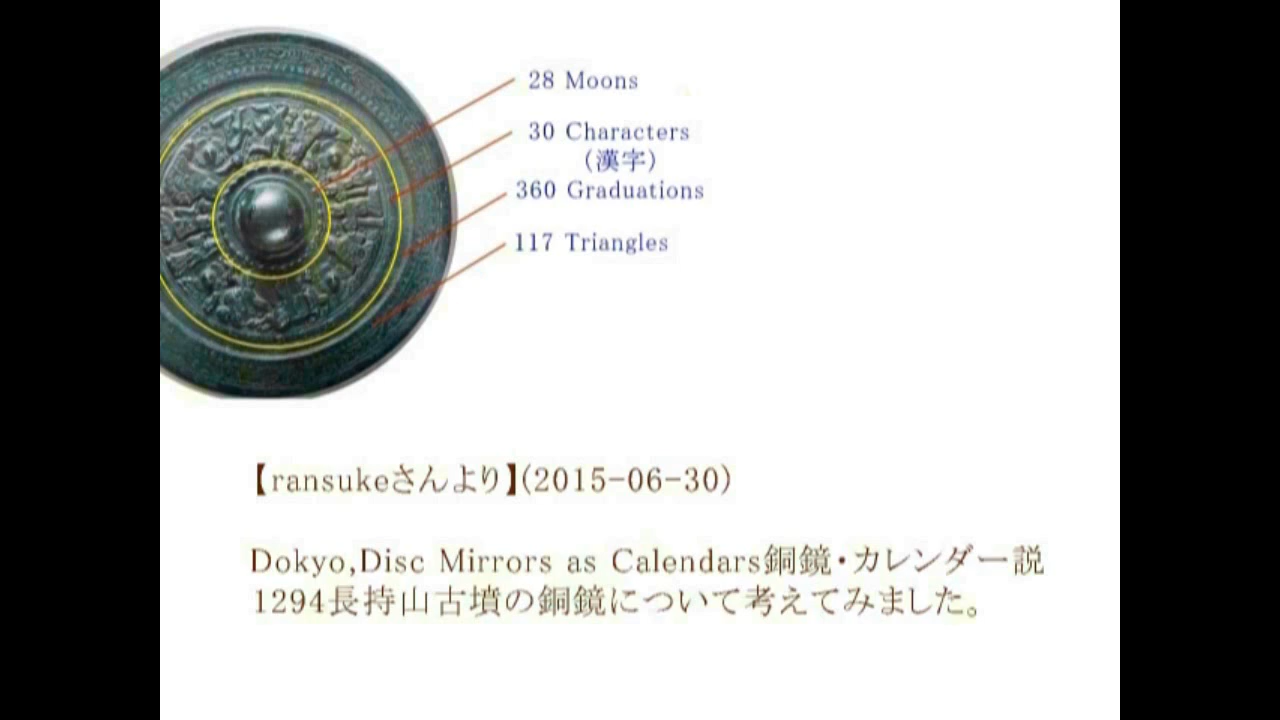 28 Moons
30 Characters
（漢字）
360 Graduations
117 Triangles
【ransukeさんより】(2015-06-30)
Dokyo,Disc Mirrors as Calendars銅鏡・カレンダー説
1294長持山古墳の銅鏡について考えてみました。